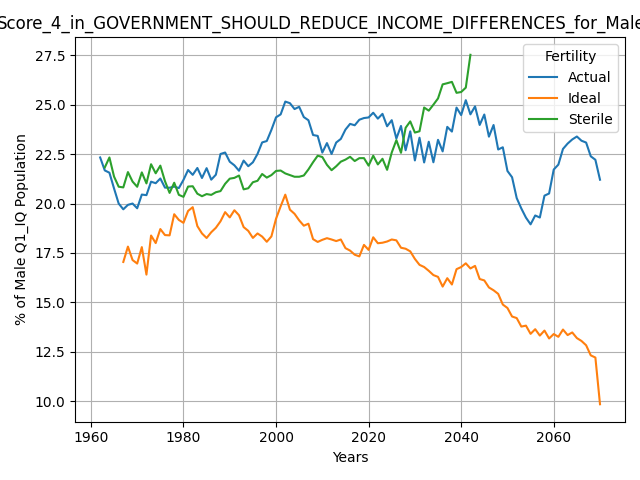 Score_4_in_GOVERNMENT_SHOULD_REDUCE_INCOME_DIFFERENCES_for_Male
27.5
25.0
22.5
20.0
17.5
15.0
12.5
10.0
% of Male Q1_IQ Population
Fertility
Actual
Ideal
Sterile
1960
1980
2000
2020
2040
2060
Years